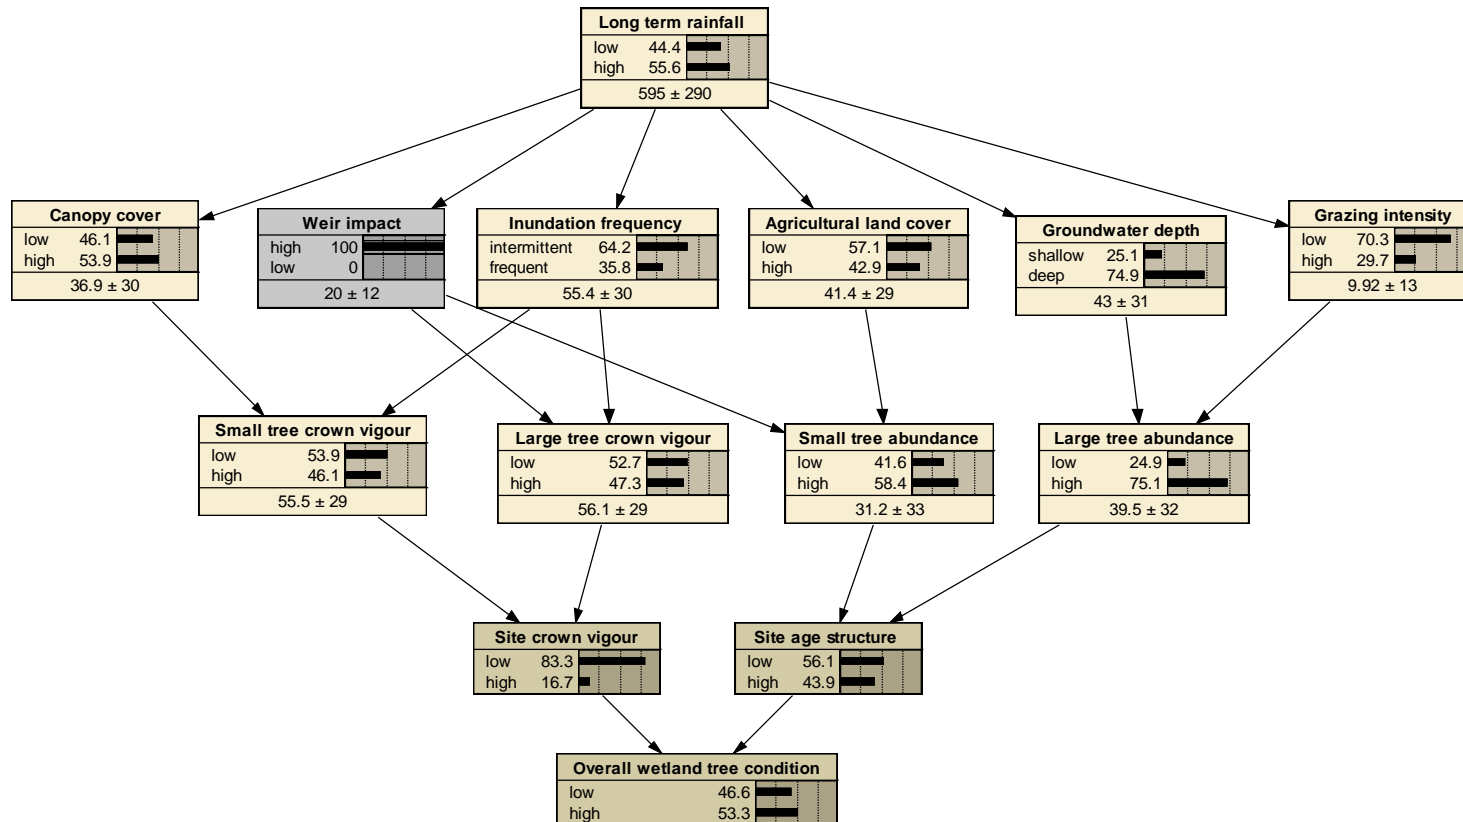 Long term rainfall
low 44.4
high 55.6
595 ± 290
Canopy cover
low 46.1
high 53.9
36.9 ± 30
Weir impact
high 100
low 0
20 ± 12
Inundation frequency
intermittent 64.2
frequent 35.8
55.4 ± 30
Agricultural land cover
low 57.1
high 42.9
41.4 ± 29
Groundwater depth
shallow 25.1
deep 74.9
43 ± 31
Grazing intensity
low 70.3
high 29.7
9.92 ± 13
Small tree crown vigour
low 53.9
high 46.1
55.5 ± 29
Large tree crown vigour
low 52.7
high 47.3
56.1 ± 29
Small tree abundance
low 41.6
high 58.4
31.2 ± 33
Large tree abundance
low 24.9
high 75.1
39.5 ± 32
Site crown vigour
low 83.3
high 16.7
Site age structure
low 56.1
high 43.9
Overall wetland tree condition
low 46.6
high 53.3